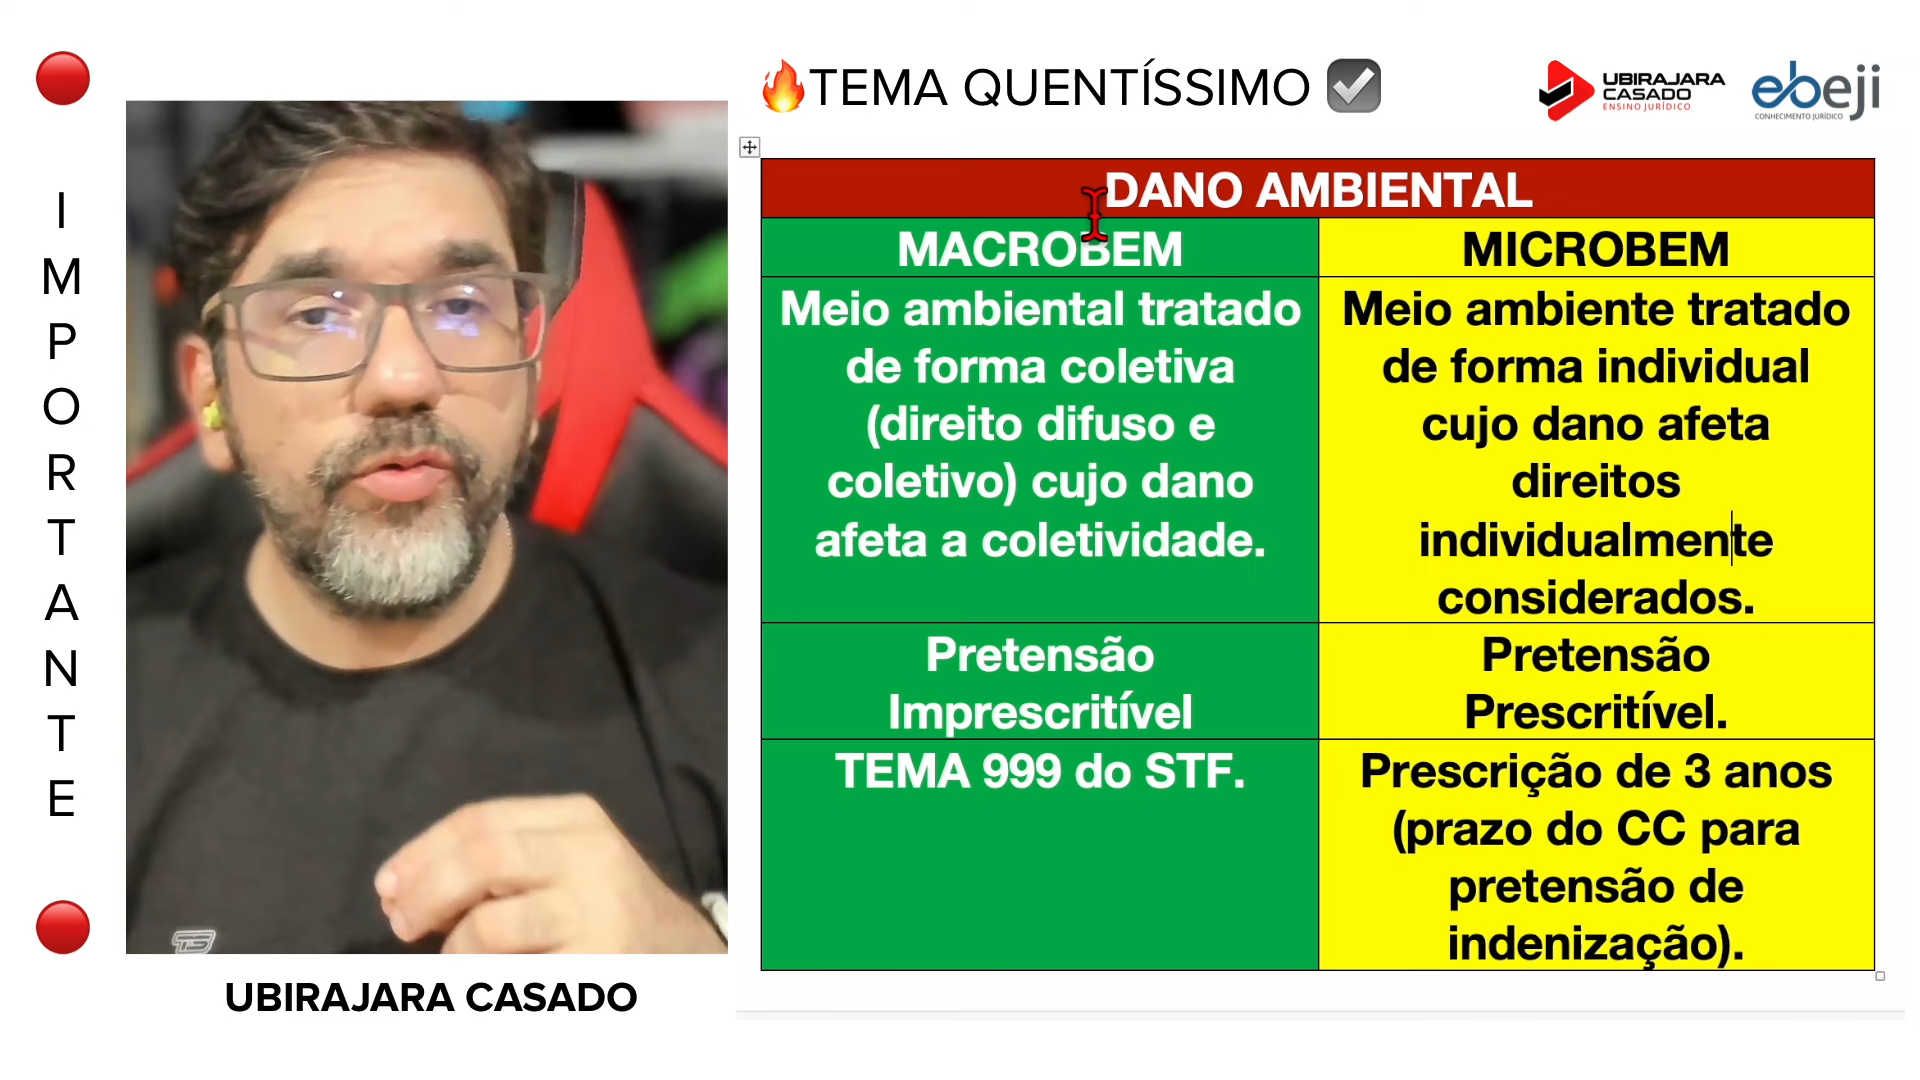 TEMA QUENTÍSSIMO
UBIRAJARA
CASADO
ENSINO JURÍDICO
ebeji
CONHECIMENTO JURÍDICO
IMPORTANTE
DANO AMBIENTAL
MACROBEM
Meio ambiental tratado
de forma coletiva
(direito difuso e
coletivo) cujo dano
afeta a coletividade.
Pretensão
Imprescritível
TEMA 999 do STF.
MICROBEM
Meio ambiente tratado
de forma individual
cujo dano afeta
direitos
individualmente
considerados.
Pretensão
Prescritível.
Prescrição de 3 anos
(prazo do CC para
pretensão de
indenização).
TS
UBIRAJARA CASADO